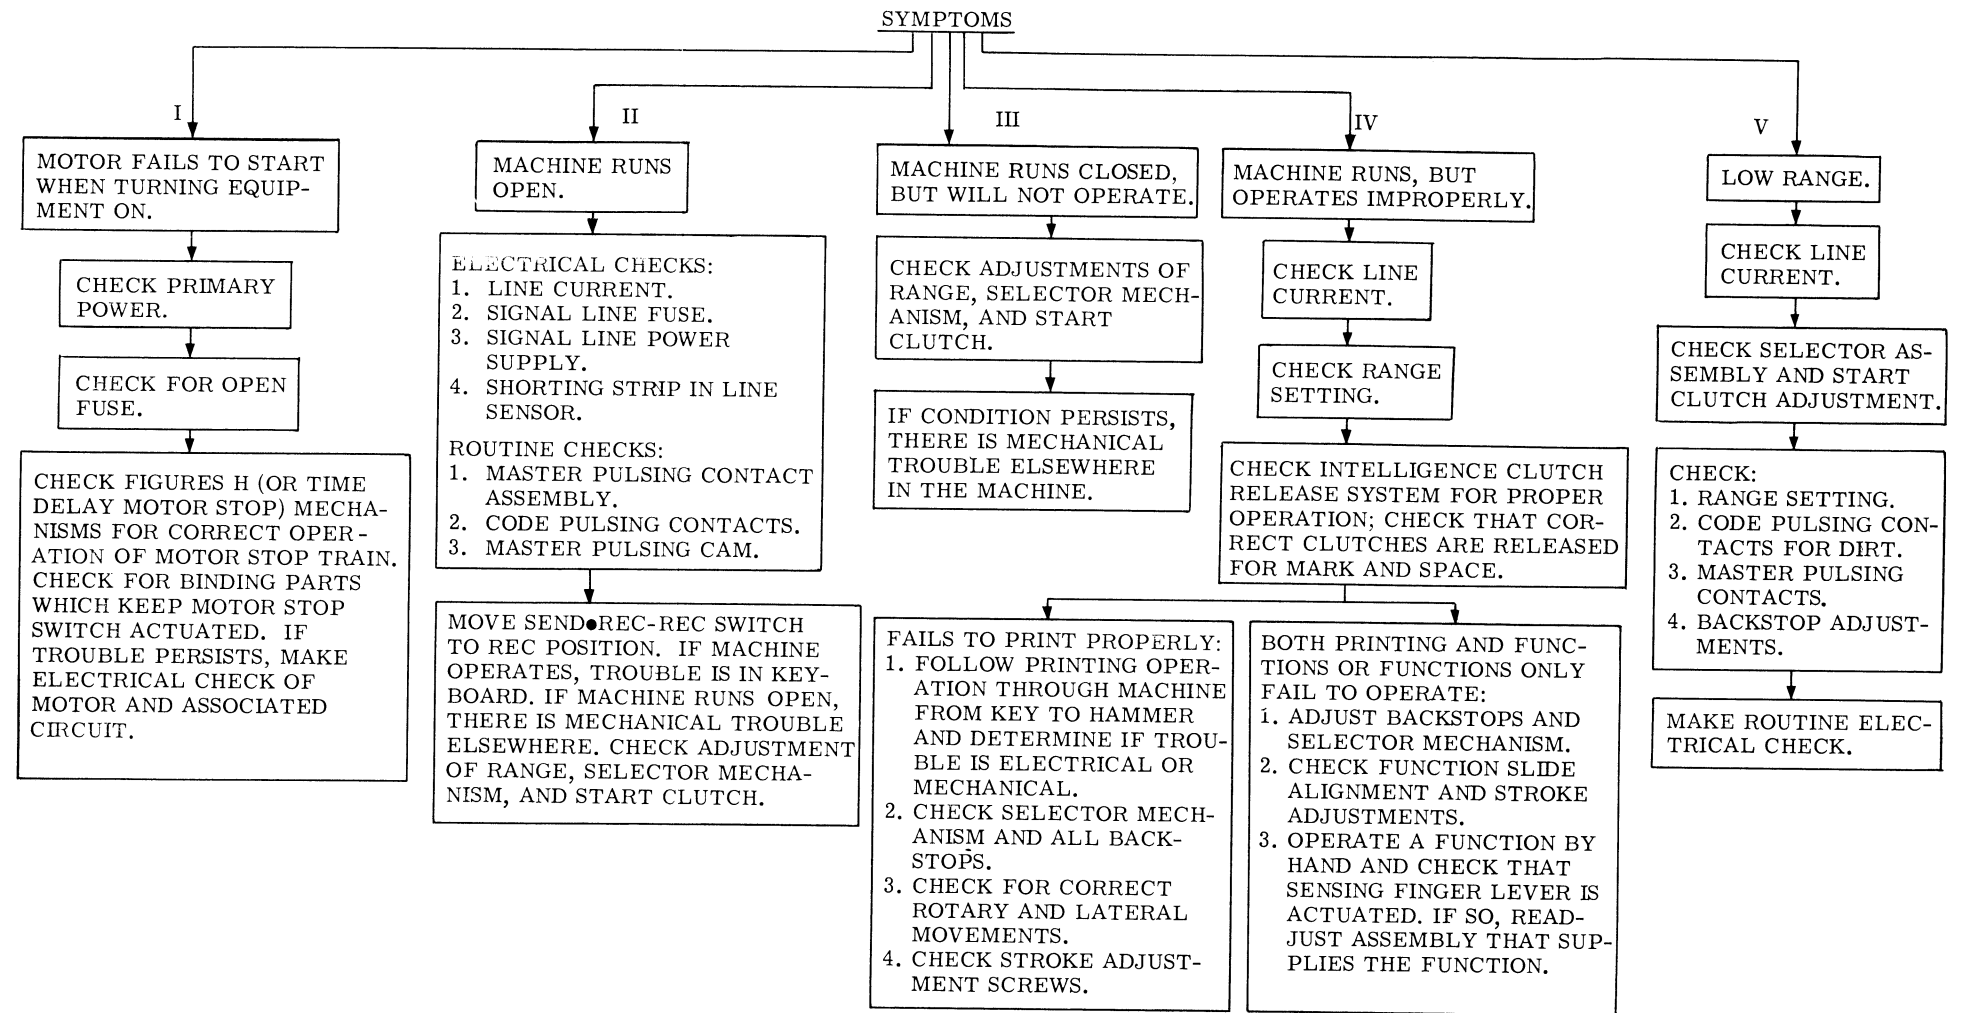 SYMPTOMS
I
MOTOR FAILS TO START
WHEN TURNING EQUIP-
MENT ON.
CHECK PRIMARY
POWER.
CHECK FOR OPEN
FUSE.
CHECK FIGURES H (OR TIME
DELAY MOTOR STOP) MECHA-
NISMS FOR CORRECT OPER-
ATION OF MOTOR STOP TRAIN.
CHECK FOR BINDING PARTS
WHICH KEEP MOTOR STOP
SWITCH ACTUATED. IF
TROUBLE PERSISTS, MAKE
ELECTRICAL CHECK OF
MOTOR AND ASSOCIATED
CIRCUIT.
II
MACHINE RUNS
OPEN.
ELECTRICAL CHECKS:
1. LINE CURRENT.
2. SIGNAL LINE FUSE.
3. SIGNAL LINE POWER
SUPPLY.
4. SHORTING STRIP IN LINE
SENSOR.
ROUTINE CHECKS:
1. MASTER PULSING CONTACT
ASSEMBLY.
2. CODE PULSING CONTACTS.
3. MASTER PULSING CAM.
MOVE SEND●REC-REC SWITCH
TO REC POSITION. IF MACHINE
OPERATES, TROUBLE IS IN KEY-
BOARD. IF MACHINE RUNS OPEN,
THERE IS MECHANICAL TROUBLE
ELSEWHERE. CHECK ADJUSTMENT
OF RANGE, SELECTOR MECHA-
NISM, AND START CLUTCH.
III
MACHINE RUNS CLOSED,
BUT WILL NOT OPERATE.
CHECK ADJUSTMENTS OF
RANGE, SELECTOR MECH-
ANISM, AND START
CLUTCH.
IF CONDITION PERSISTS,
THERE IS MECHANICAL
TROUBLE ELSEWHERE
IN THE MACHINE.
IV
MACHINE RUNS, BUT
OPERATES IMPROPERLY.
CHECK LINE
CURRENT.
CHECK RANGE
SETTING.
CHECK INTELLIGENCE CLUTCH
RELEASE SYSTEM FOR PROPER
OPERATION; CHECK THAT COR-
RECT CLUTCHES ARE RELEASED
FOR MARK AND SPACE.
FAILS TO PRINT PROPERLY:
1. FOLLOW PRINTING OPER-
ATION THROUGH MACHINE
FROM KEY TO HAMMER
AND DETERMINE IF TROU-
BLE IS ELECTRICAL OR
MECHANICAL.
2. CHECK SELECTOR MECH-
ANISM AND ALL BACK-
STOPS.
3. CHECK FOR CORRECT
ROTARY AND LATERAL
MOVEMENTS.
4. CHECK STROKE ADJUST-
MENT SCREWS.
BOTH PRINTING AND FUNC-
TIONS OR FUNCTIONS ONLY
FAIL TO OPERATE:
1. ADJUST BACKSTOPS AND
SELECTOR MECHANISM.
2. CHECK FUNCTION SLIDE
ALIGNMENT AND STROKE
ADJUSTMENTS.
3. OPERATE A FUNCTION BY
HAND AND CHECK THAT
SENSING FINGER LEVER IS
ACTUATED. IF SO, READ-
JUST ASSEMBLY THAT SUP-
PLIES THE FUNCTION.
V
LOW RANGE.
CHECK LINE
CURRENT.
CHECK SELECTOR AS-
SEMBLY AND START
CLUTCH ADJUSTMENT.
CHECK:
1. RANGE SETTING.
2. CODE PULSING CON-
TACTS FOR DIRT.
3. MASTER PULSING
CONTACTS.
4. BACKSTOP ADJUST-
MENTS.
MAKE ROUTINE ELEC-
TRICAL CHECK.